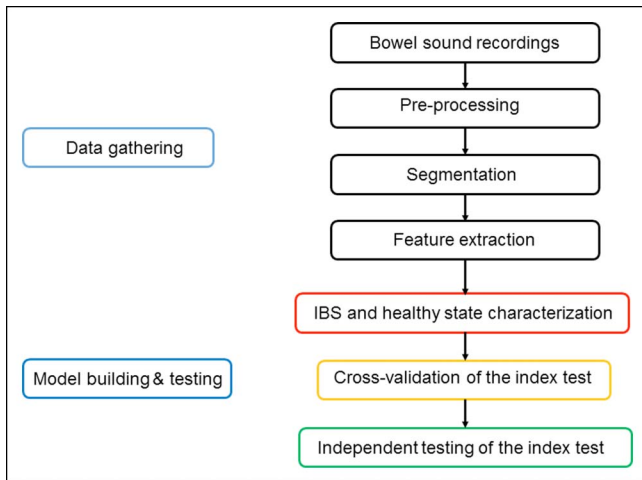 Bowel sound recordings
Pre-processing
Data gathering
Segmentation
Feature extraction
IBS and healthy state characterization
Model building & testing
Cross-validation of the index test
Independent testing of the index test